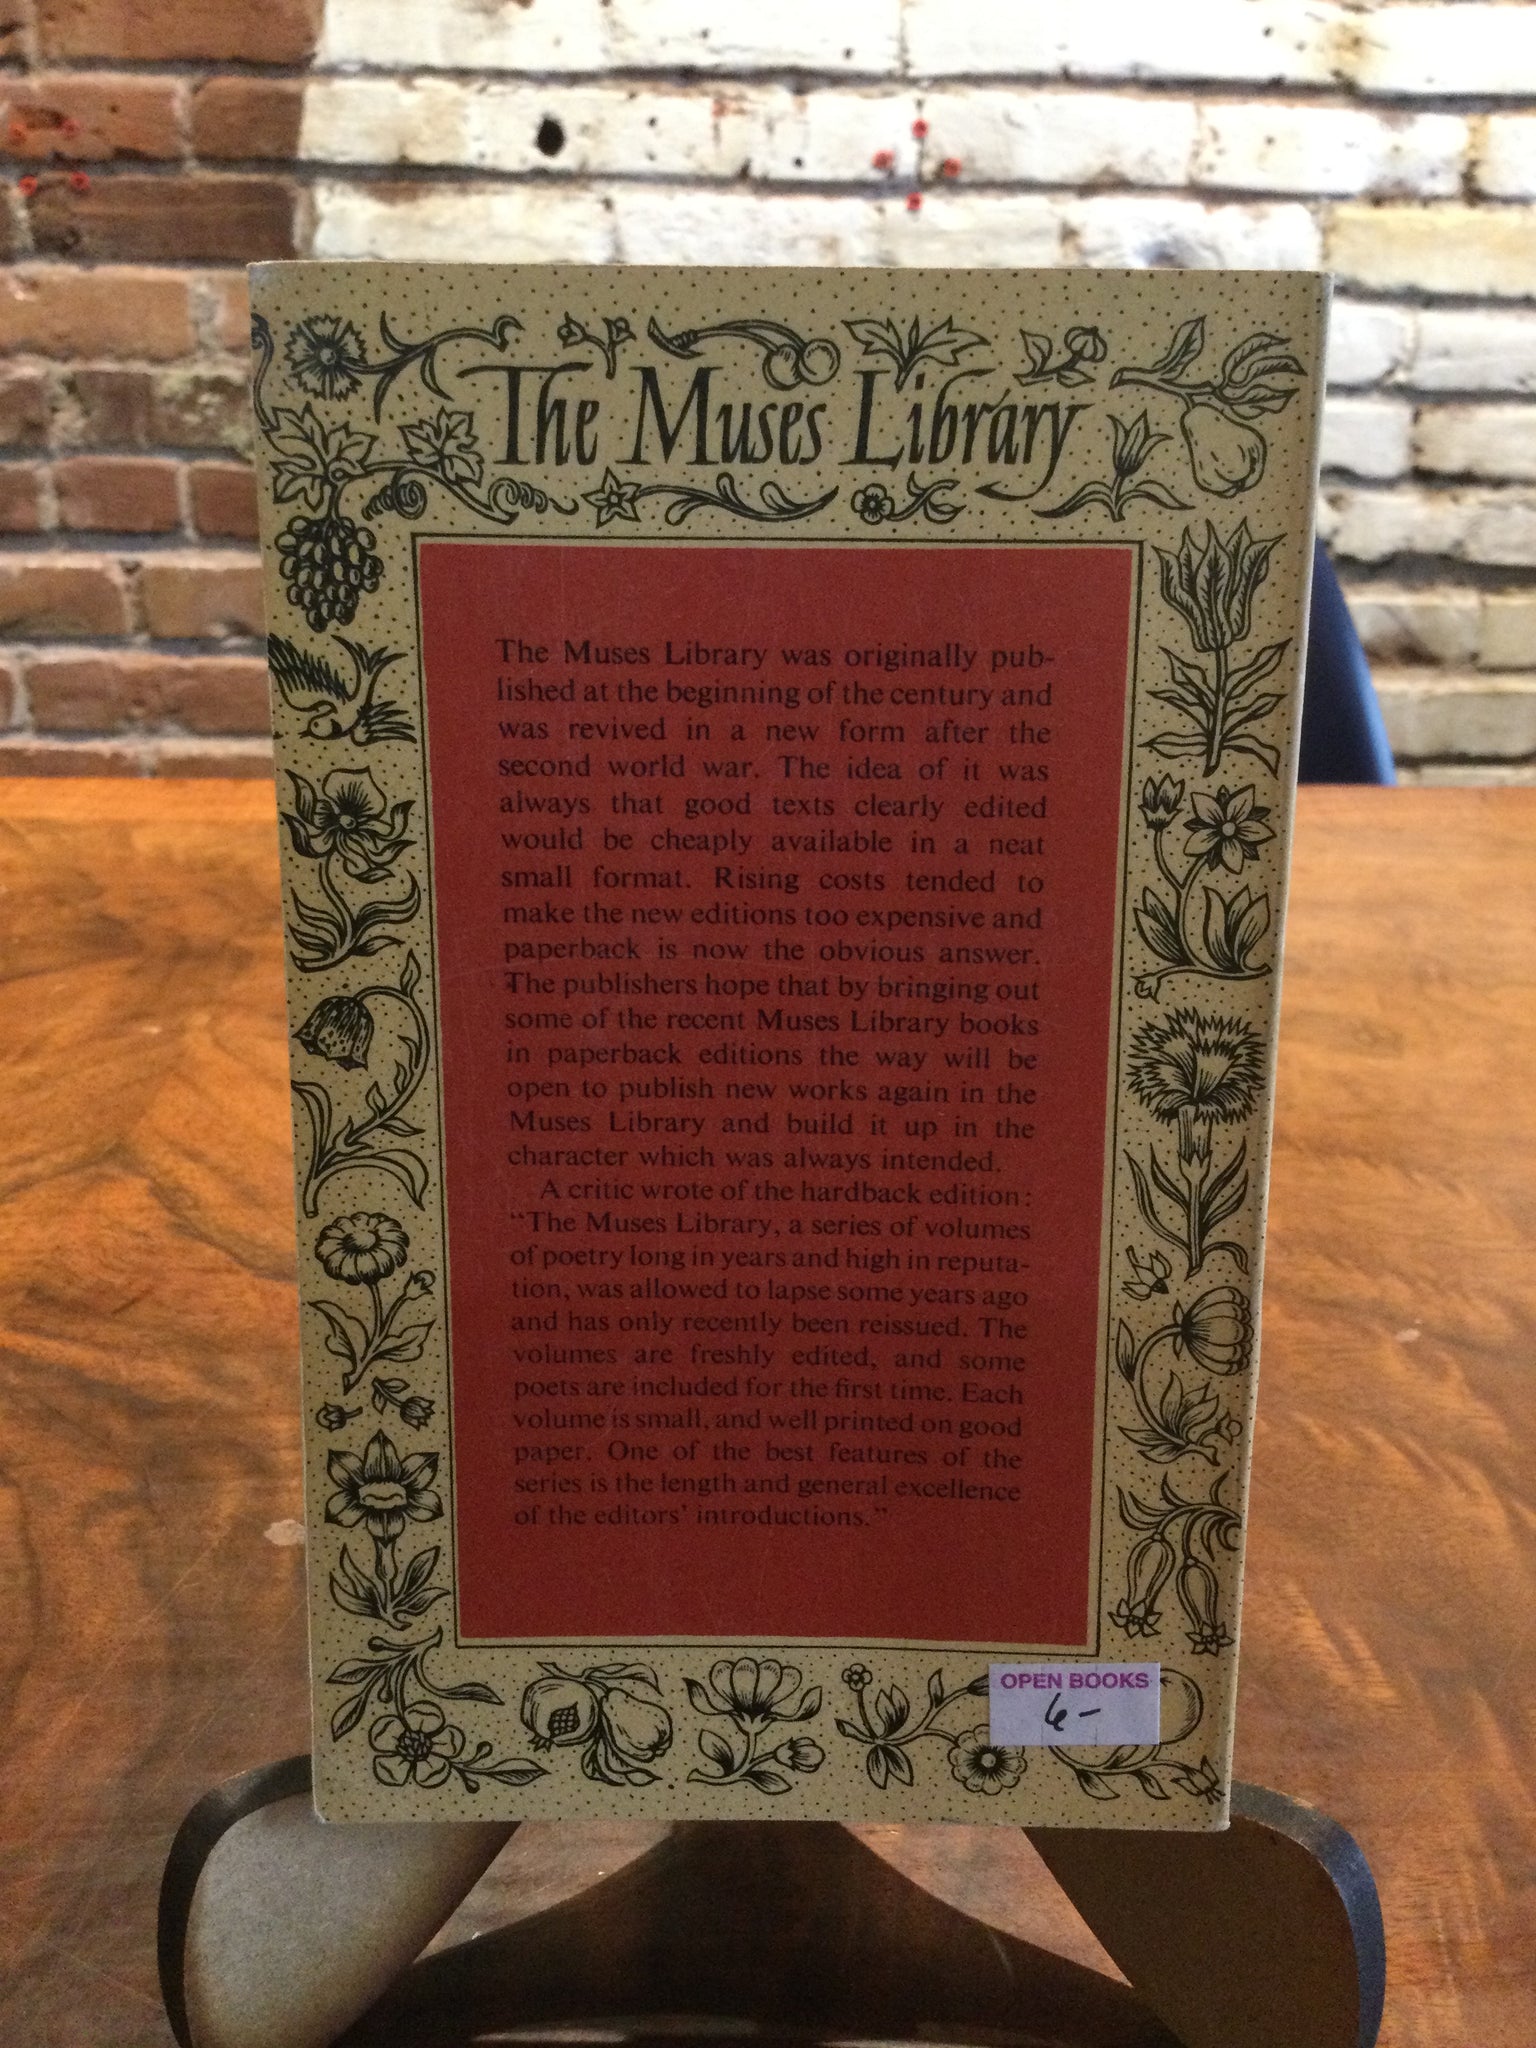 The Muses Library
The Muses Library was originally pub-
lished at the beginning of the century and
was revived in a new form after the
second world war. The idea of it was
always that good texts clearly edited
would be cheaply available in a neat
small format. Rising costs tended to
make the new editions too expensive and
paperback is now the obvious answer.
The publishers hope that by bringing out
some of the recent Muses Library books
in paperback editions the way will be
open to publish new works again in the
Muses Library and build it up in the
character which was always intended.
A critic wrote of the hardback edition:
"The Muses Library, a series of volumes
of poetry long in years and high in reputa-
tion, was allowed to lapse some years ago
and has only recently been reissued. The
volumes are freshly edited, and some
poets are included for the first time. Each
volume is small, and well printed on good
paper. One of the best features of the
series is the length and general excellence
of the editors' introductions."
OPEN BOOKS
6-